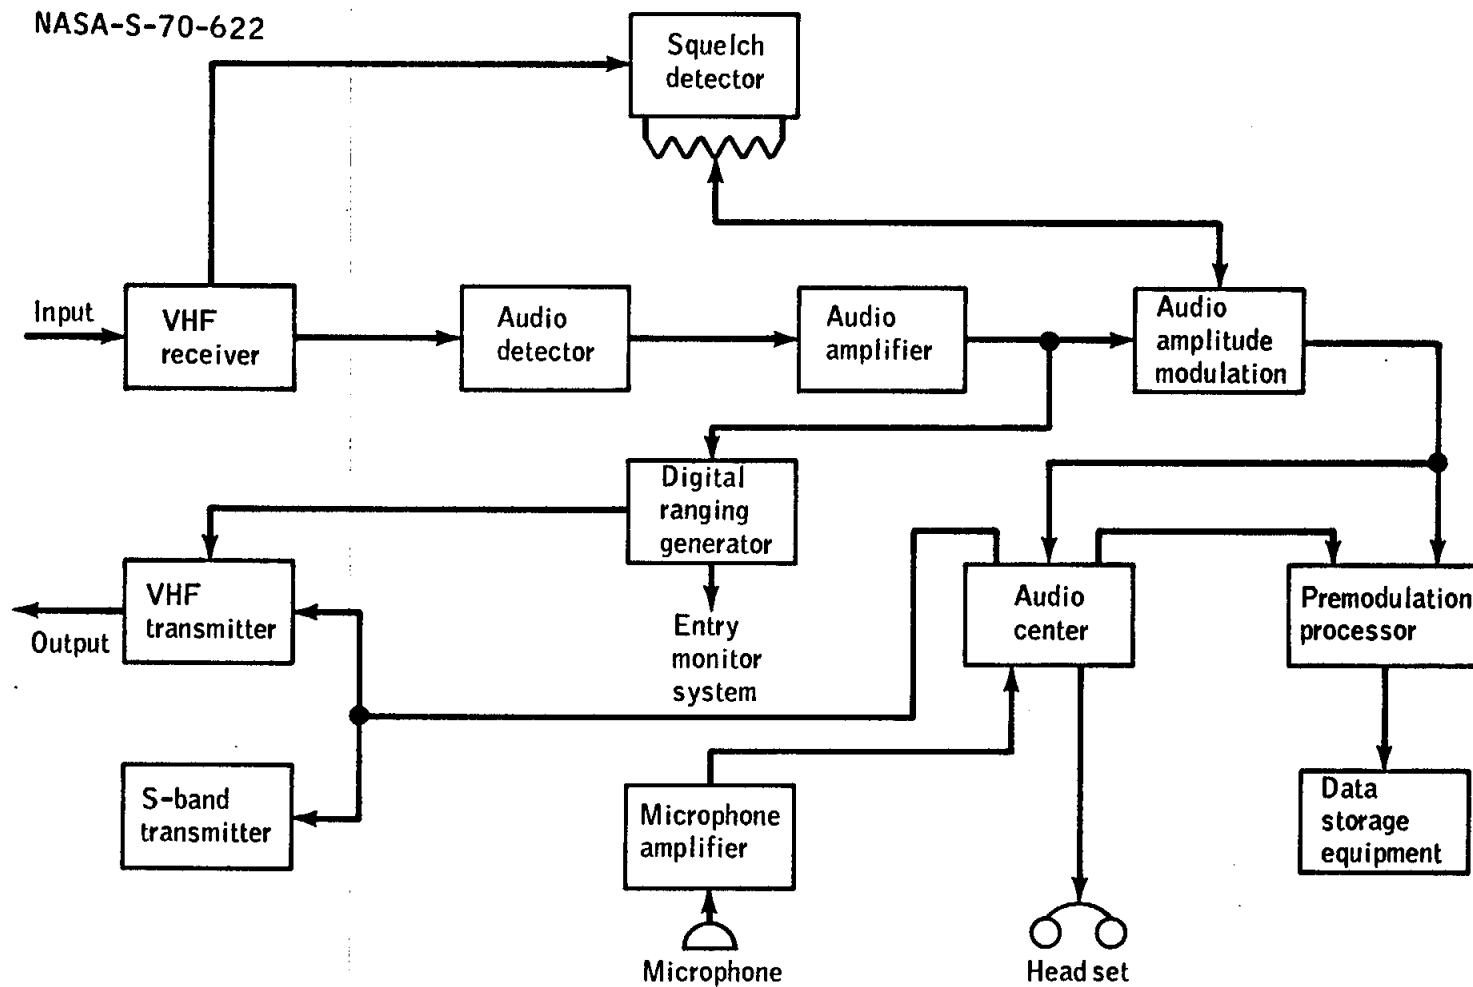 NASA-S-70-622
Squelch
detector
Input
VHF
receiver
Audio
detector
Audio
amplifier
Audio
amplitude
modulation
Digital
ranging
generator
VHF
transmitter
Output
Entry
monitor
system
Audio
center
Premodulation
processor
S-band
transmitter
Microphone
amplifier
Data
storage
equipment
Microphone
Head set